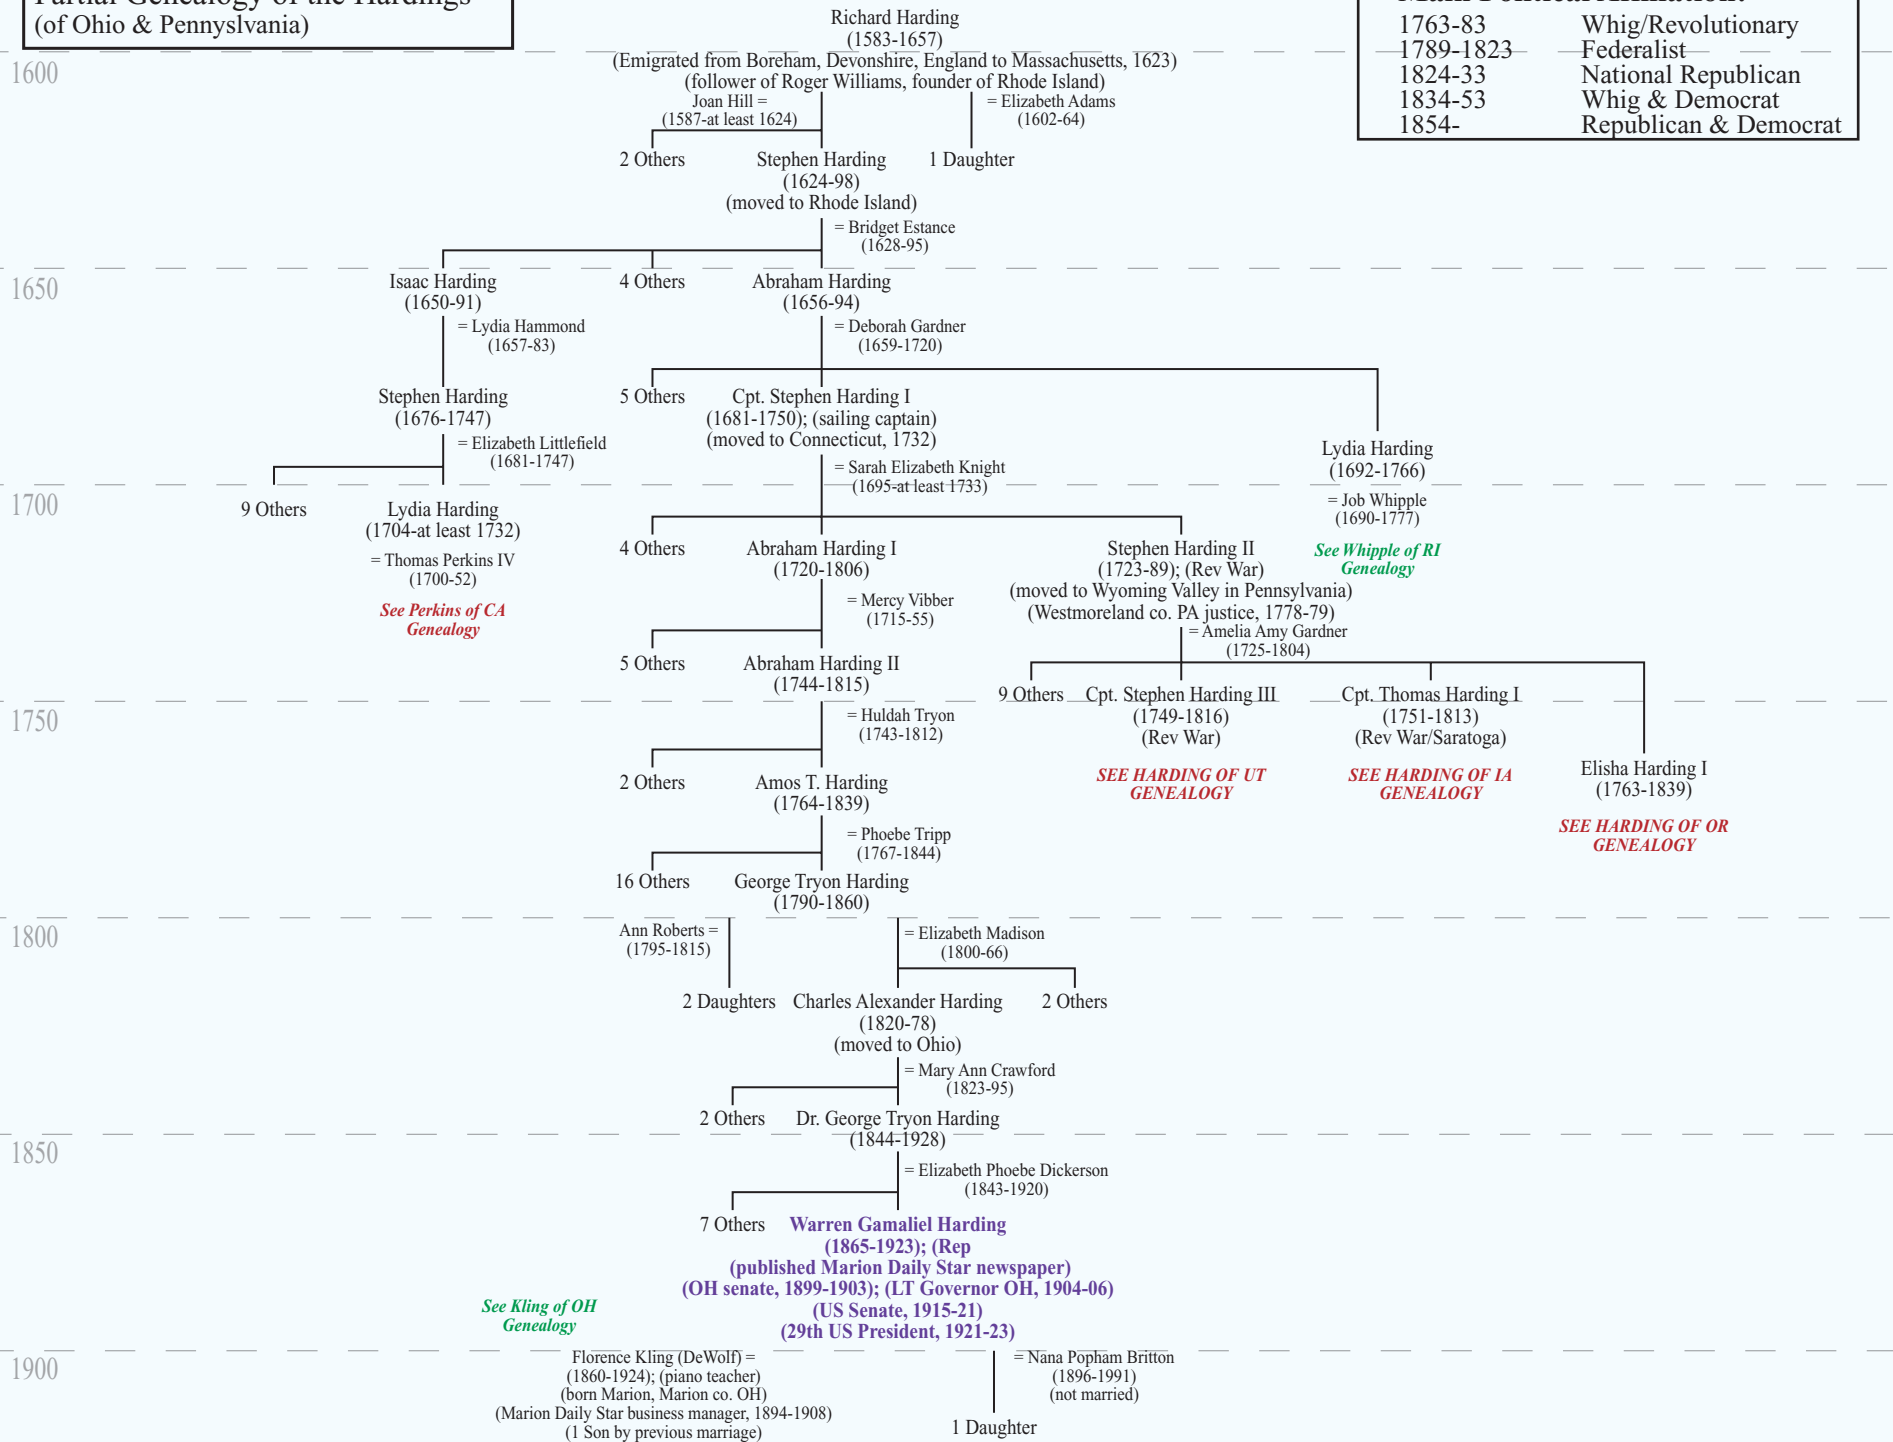 Partial Genealogy of the Hardings
(of Ohio & Pennyslvania)
Main Political Affiliation:
1763-83 Whig/Revolutionary
1789-1823 Federalist
1824-33 National Republican
1834-53 Whig & Democrat
1854- Republican & Democrat
1600
Richard Harding
(1583-1657)
(Emigrated from Boreham, Devonshire, England to Massachusetts, 1623)
(follower of Roger Williams, founder of Rhode Island)
Joan Hill =
(1587-at least 1624)
= Elizabeth Adams
(1602-64)
2 Others
Stephen Harding
(1624-98)
(moved to Rhode Island)
1 Daughter
= Bridget Estance
(1628-95)
1650
Isaac Harding
(1650-91)
4 Others
Abraham Harding
(1656-94)
= Lydia Hammond
(1657-83)
= Deborah Gardner
(1659-1720)
Stephen Harding
(1676-1747)
5 Others
Cpt. Stephen Harding I
(1681-1750); (sailing captain)
(moved to Connecticut, 1732)
= Elizabeth Littlefield
(1681-1747)
Lydia Harding
(1692-1766)
= Sarah Elizabeth Knight
(1695-at least 1733)
= Job Whipple
(1690-1777)
See Whipple of RI
Genealogy
1700
9 Others
Lydia Harding
(1704-at least 1732)
= Thomas Perkins IV
(1700-52)
See Perkins of CA
Genealogy
4 Others
Abraham Harding I
(1720-1806)
Stephen Harding II
(1723-89); (Rev War)
(moved to Wyoming Valley in Pennsylvania)
(Westmoreland co. PA justice, 1778-79)
= Mercy Vibber
(1715-55)
= Amelia Amy Gardner
(1725-1804)
5 Others
Abraham Harding II
(1744-1815)
9 Others
Cpt. Stephen Harding III
(1749-1816)
(Rev War)
SEE HARDING OF UT
GENEALOGY
Cpt. Thomas Harding I
(1751-1813)
(Rev War/Saratoga)
SEE HARDING OF IA
GENEALOGY
Elisha Harding I
(1763-1839)
SEE HARDING OF OR
GENEALOGY
1750
= Huldah Tryon
(1743-1812)
2 Others
Amos T. Harding
(1764-1839)
= Phoebe Tripp
(1767-1844)
16 Others
George Tryon Harding
(1790-1860)
1800
Ann Roberts =
(1795-1815)
= Elizabeth Madison
(1800-66)
2 Daughters
Charles Alexander Harding
(1820-78)
(moved to Ohio)
2 Others
= Mary Ann Crawford
(1823-95)
2 Others
Dr. George Tryon Harding
(1844-1928)
1850
= Elizabeth Phoebe Dickerson
(1843-1920)
7 Others
Warren Gamaliel Harding
(1865-1923); (Rep
(published Marion Daily Star newspaper)
(OH senate, 1899-1903); (LT Governor OH, 1904-06)
(US Senate, 1915-21)
(29th US President, 1921-23)
See Kling of OH
Genealogy
1900
Florence Kling (DeWolf) =
(1860-1924); (piano teacher)
(born Marion, Marion co. OH)
(Marion Daily Star business manager, 1894-1908)
(1 Son by previous marriage)
= Nana Popham Britton
(1896-1991)
(not married)
1 Daughter